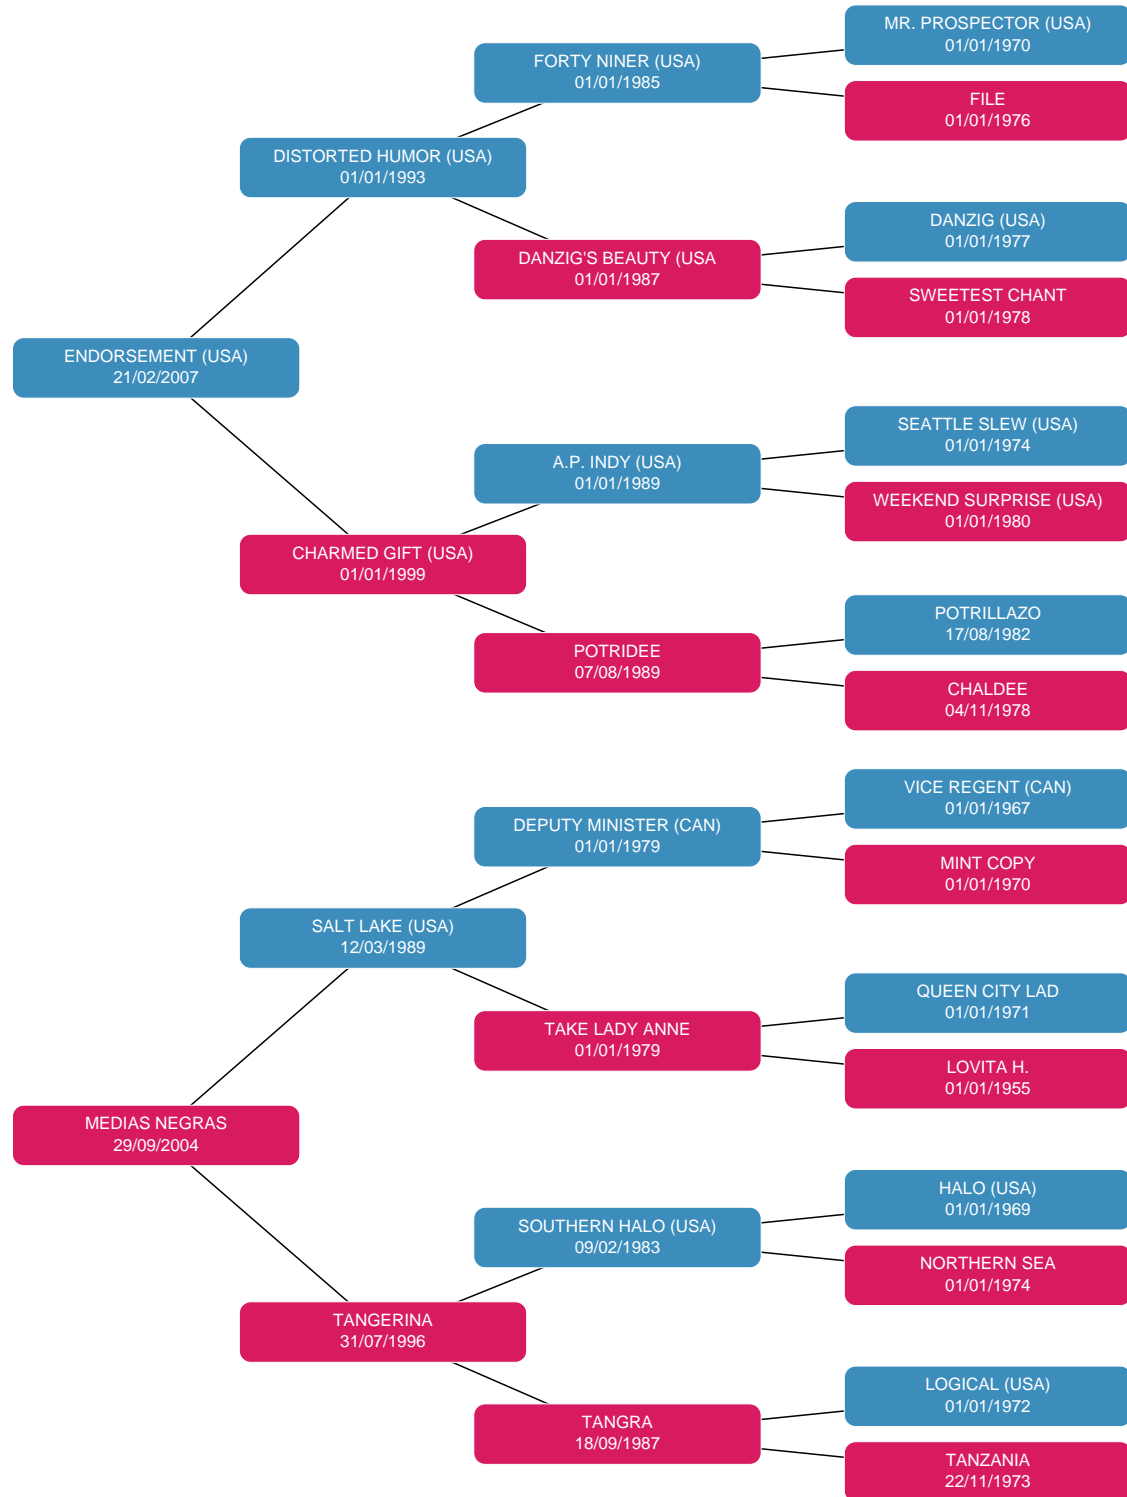 MR. PROSPECTOR (USA)
01/01/1970
FORTY NINER (USA)
01/01/1985
FILE
01/01/1976
DISTORTED HUMOR (USA)
01/01/1993
DANZIG (USA)
01/01/1977
DANZIG'S BEAUTY (USA
01/01/1987
SWEETEST CHANT
01/01/1978
ENDORSEMENT (USA)
21/02/2007
SEATTLE SLEW (USA)
01/01/1974
A.P. INDY (USA)
01/01/1989
WEEKEND SURPRISE (USA)
01/01/1980
CHARMED GIFT (USA)
01/01/1999
POTRILLAZO
17/08/1982
POTRIDEE
07/08/1989
CHALDEE
04/11/1978
VICE REGENT (CAN)
01/01/1967
DEPUTY MINISTER (CAN)
01/01/1979
MINT COPY
01/01/1970
SALT LAKE (USA)
12/03/1989
QUEEN CITY LAD
01/01/1971
TAKE LADY ANNE
01/01/1979
LOVITA H.
01/01/1955
MEDIAS NEGRAS
29/09/2004
HALO (USA)
01/01/1969
SOUTHERN HALO (USA)
09/02/1983
NORTHERN SEA
01/01/1974
TANGERINA
31/07/1996
LOGICAL (USA)
01/01/1972
TANGRA
18/09/1987
TANZANIA
22/11/1973